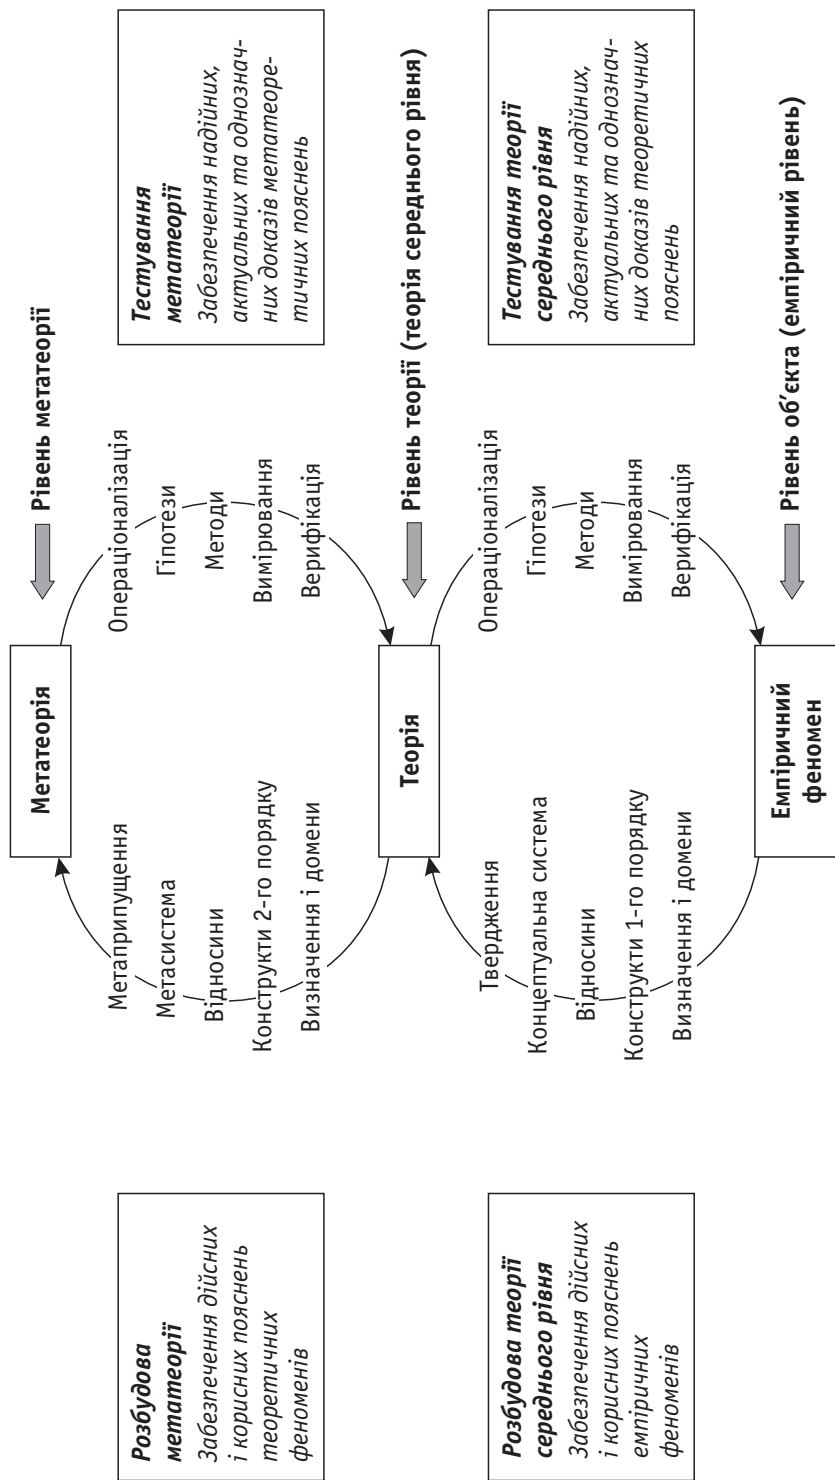 Метатеорія
Рівень метатеорії
Розбудова
метатеорії
Забезпечення дійсних
і корисних пояснень
теоретичних
феноменів
Метаприпущення
Метасистема
Відносини
Конструкти 2-го порядку
Визначення і домени
Операціоналізація
Гіпотези
Методи
Вимірювання
Верифікація
Тестування
метатеорії
Забезпечення надійних,
актуальних та однознач-
них доказів метатеоре-
тичних пояснень
Теорія
Рівень теорії (теорія середнього рівня)
Розбудова теорії
середнього рівня
Забезпечення дійсних
і корисних пояснень
емпіричних
феноменів
Твердження
Концептуальна система
Відносини
Конструкти 1-го порядку
Визначення і домени
Операціоналізація
Гіпотези
Методи
Вимірювання
Верифікація
Тестування теорії
середнього рівня
Забезпечення надійних,
актуальних та однознач-
них доказів теоретичних
пояснень
Емпіричний
феномен
Рівень об’єкта (емпіричний рівень)